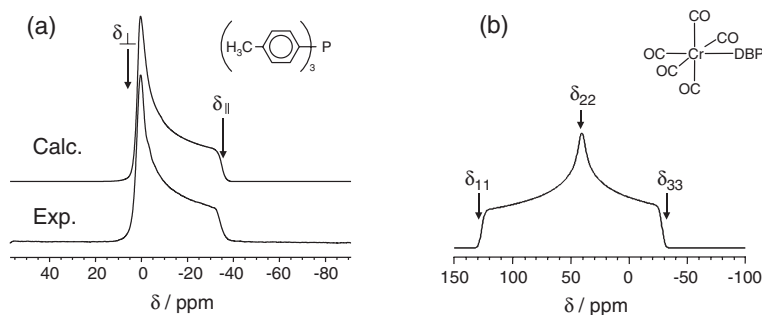 (a)
δ⊥
H₃C
3
P
δ∥
Calc.
Exp.
40 20 0 -20 -40 -60 -80
δ / ppm
(b)
CO
OC
Cr
CO
DBP
OC
CO
δ₂₂
δ₁₁
δ₃₃
150 100 50 0 -50 -100
δ / ppm